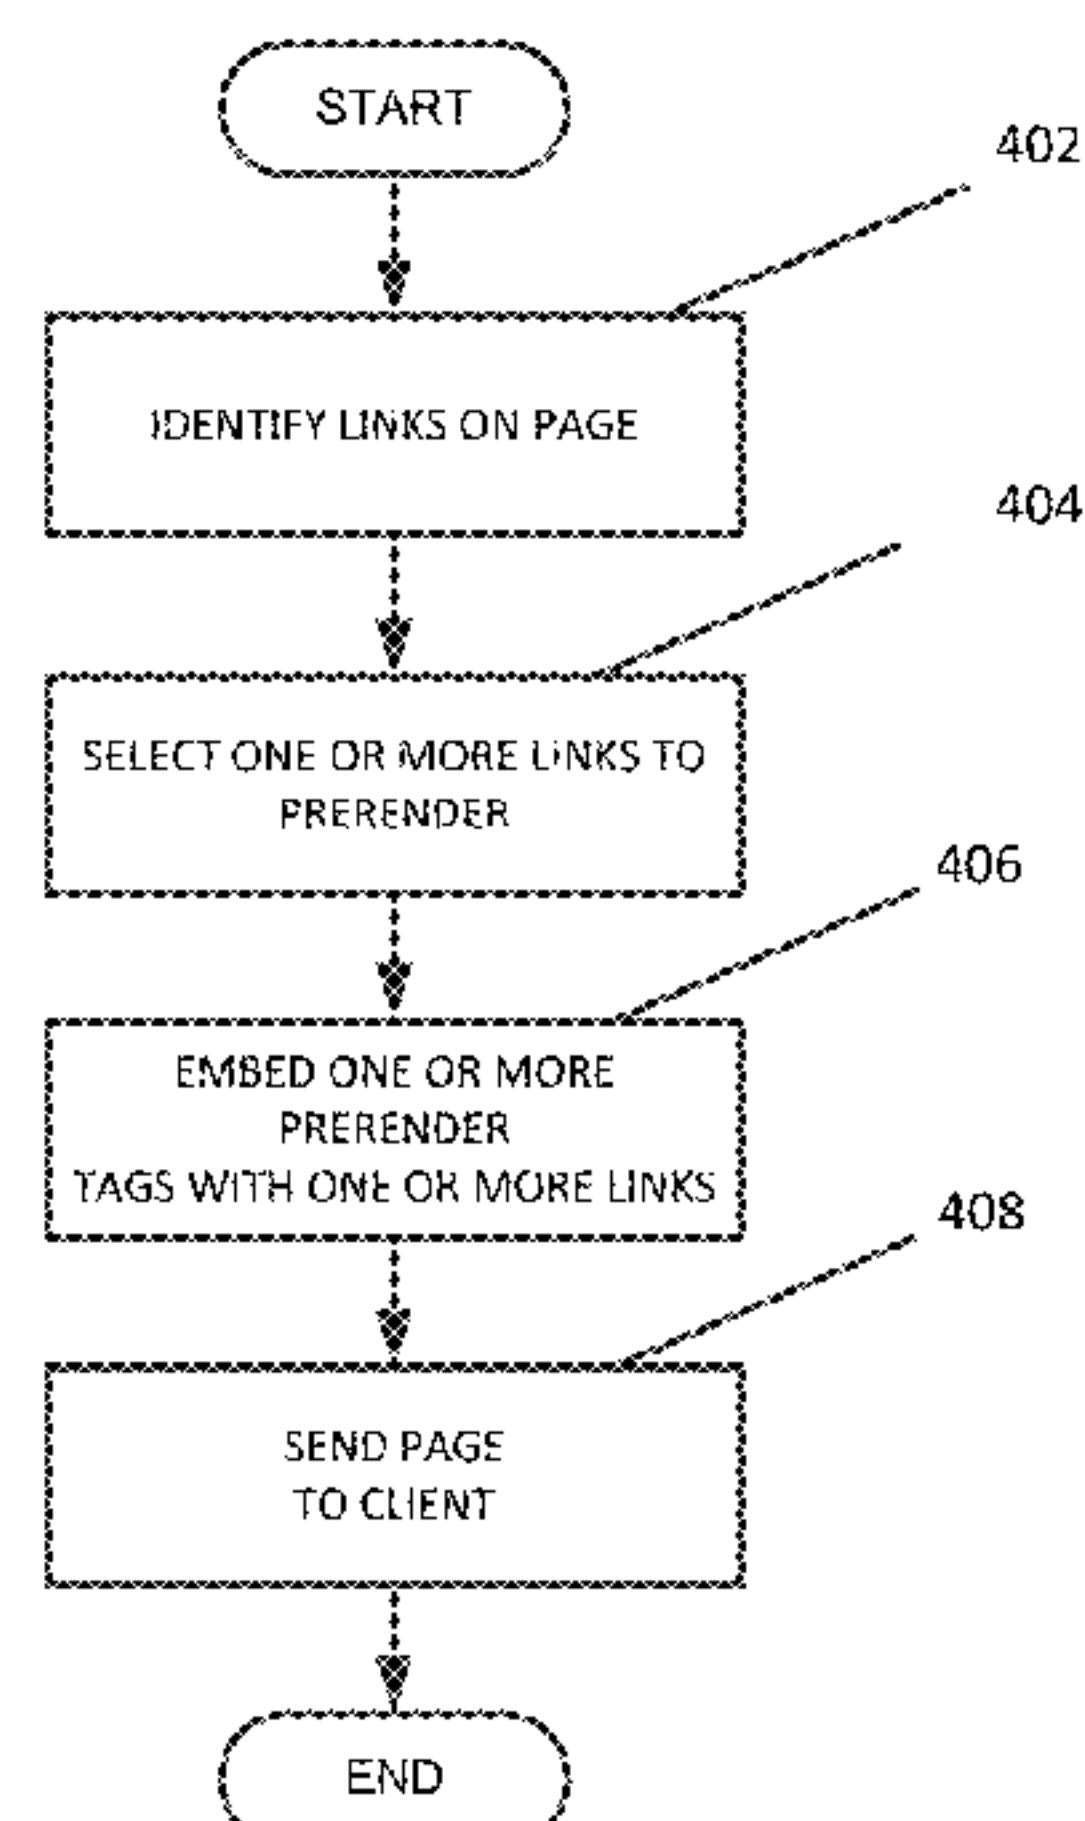 START
402
IDENTIFY LINKS ON PAGE
404
SELECT ONE OR MORE LINKS TO
PRERENDER
406
EMBED ONE OR MORE
PRERENDER
TAGS WITH ONE OR MORE LINKS
408
SEND PAGE
TO CLIENT
END